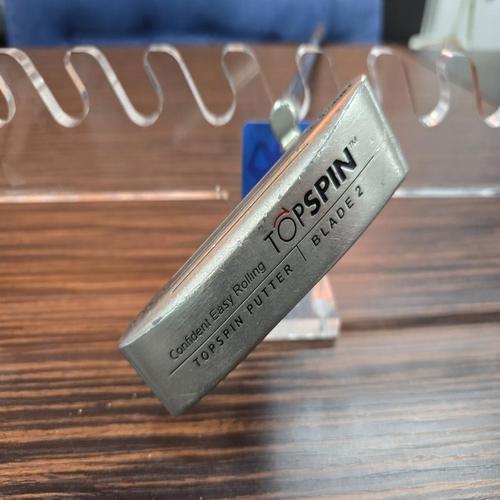 TOPSPIN™
Confident Easy Rolling
TOPSPIN PUTTER | BLADE 2